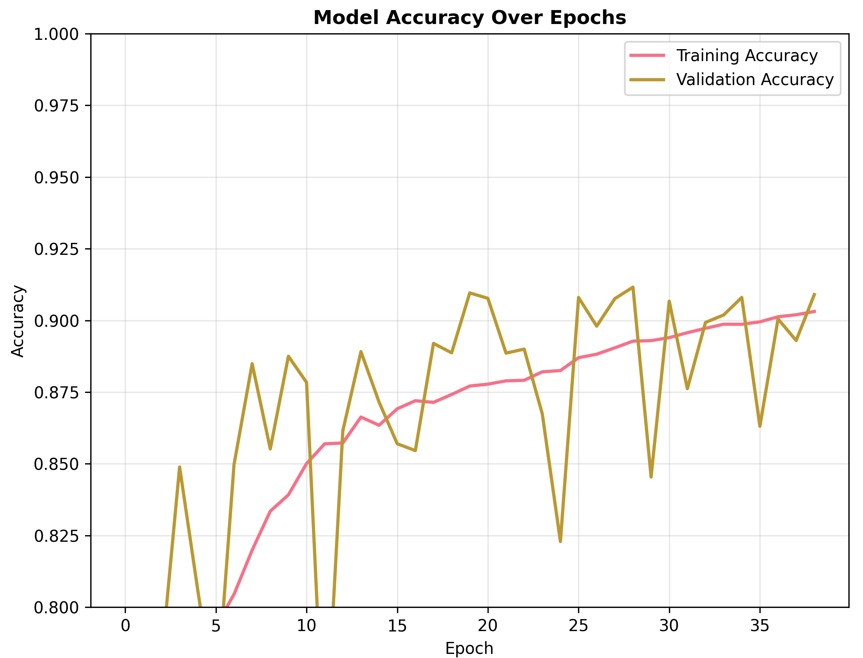 Model Accuracy Over Epochs
Training Accuracy
Validation Accuracy
Accuracy
1.000
0.975
0.950
0.925
0.900
0.875
0.850
0.825
0.800
0 5 10 15 20 25 30 35
Epoch